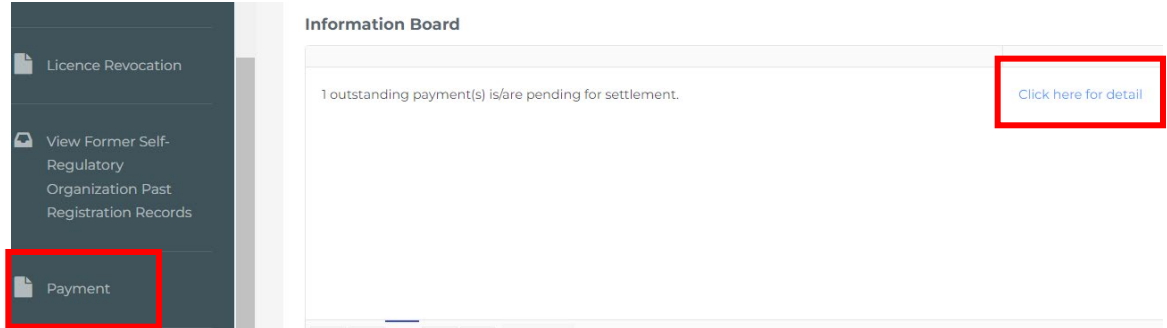 Information Board
Licence Revocation
1 outstanding payment(s) is/are pending for settlement.
Click here for detail
View Former Self-
Regulatory
Organization Past
Registration Records
Payment